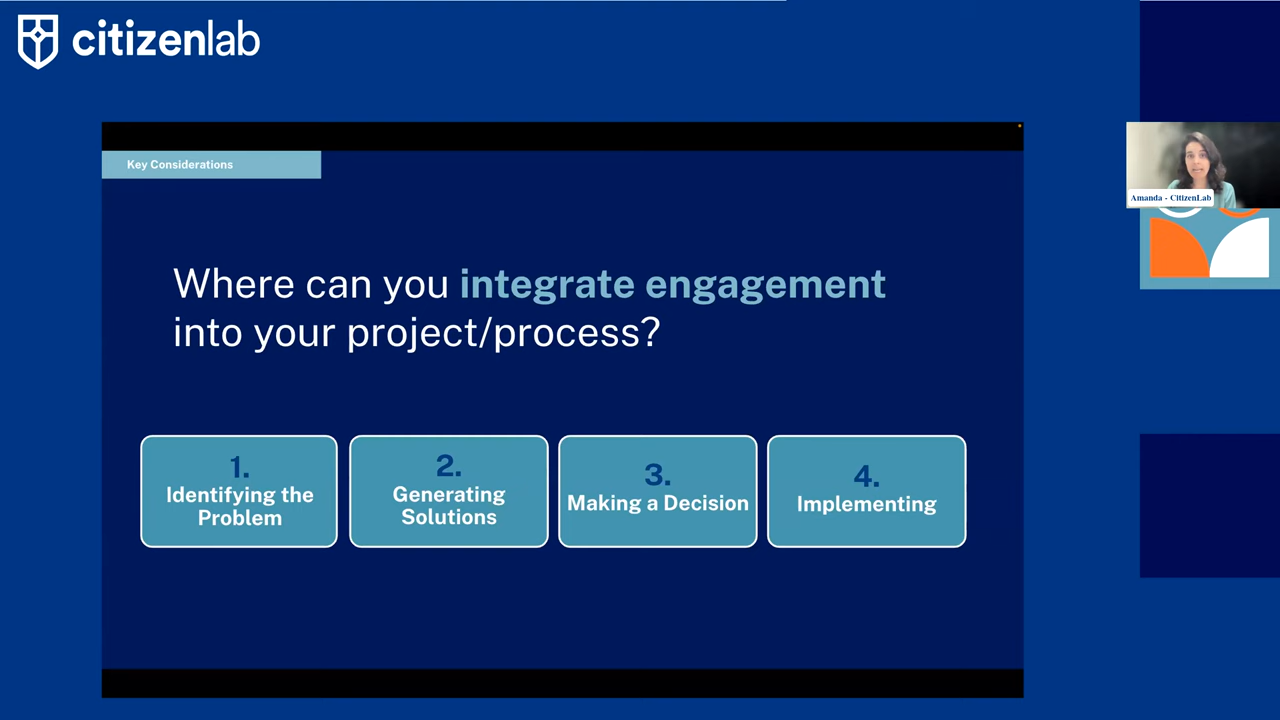 citizenlab
Key Considerations
Amanda - CitizenLab
Where can you integrate engagement
into your project/process?
1.
Identifying the
Problem
2.
Generating
Solutions
3.
Making a Decision
4.
Implementing